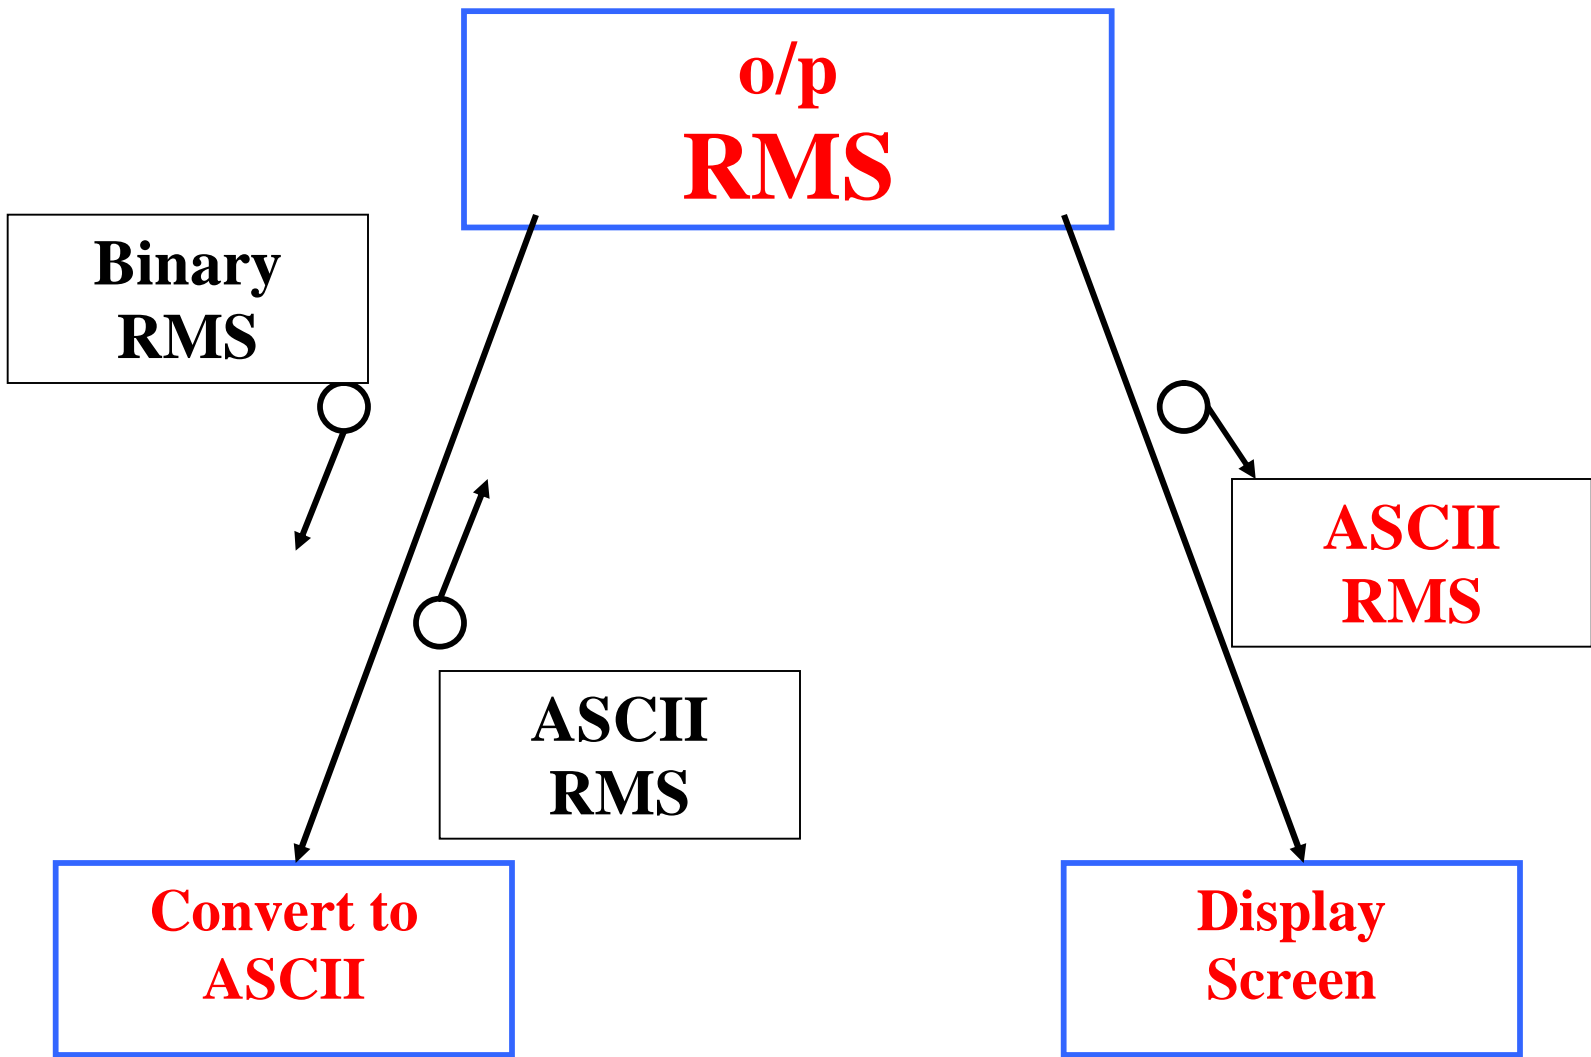 o/p
RMS
Binary
RMS
ASCII
RMS
ASCII
RMS
Convert to
ASCII
Display
Screen